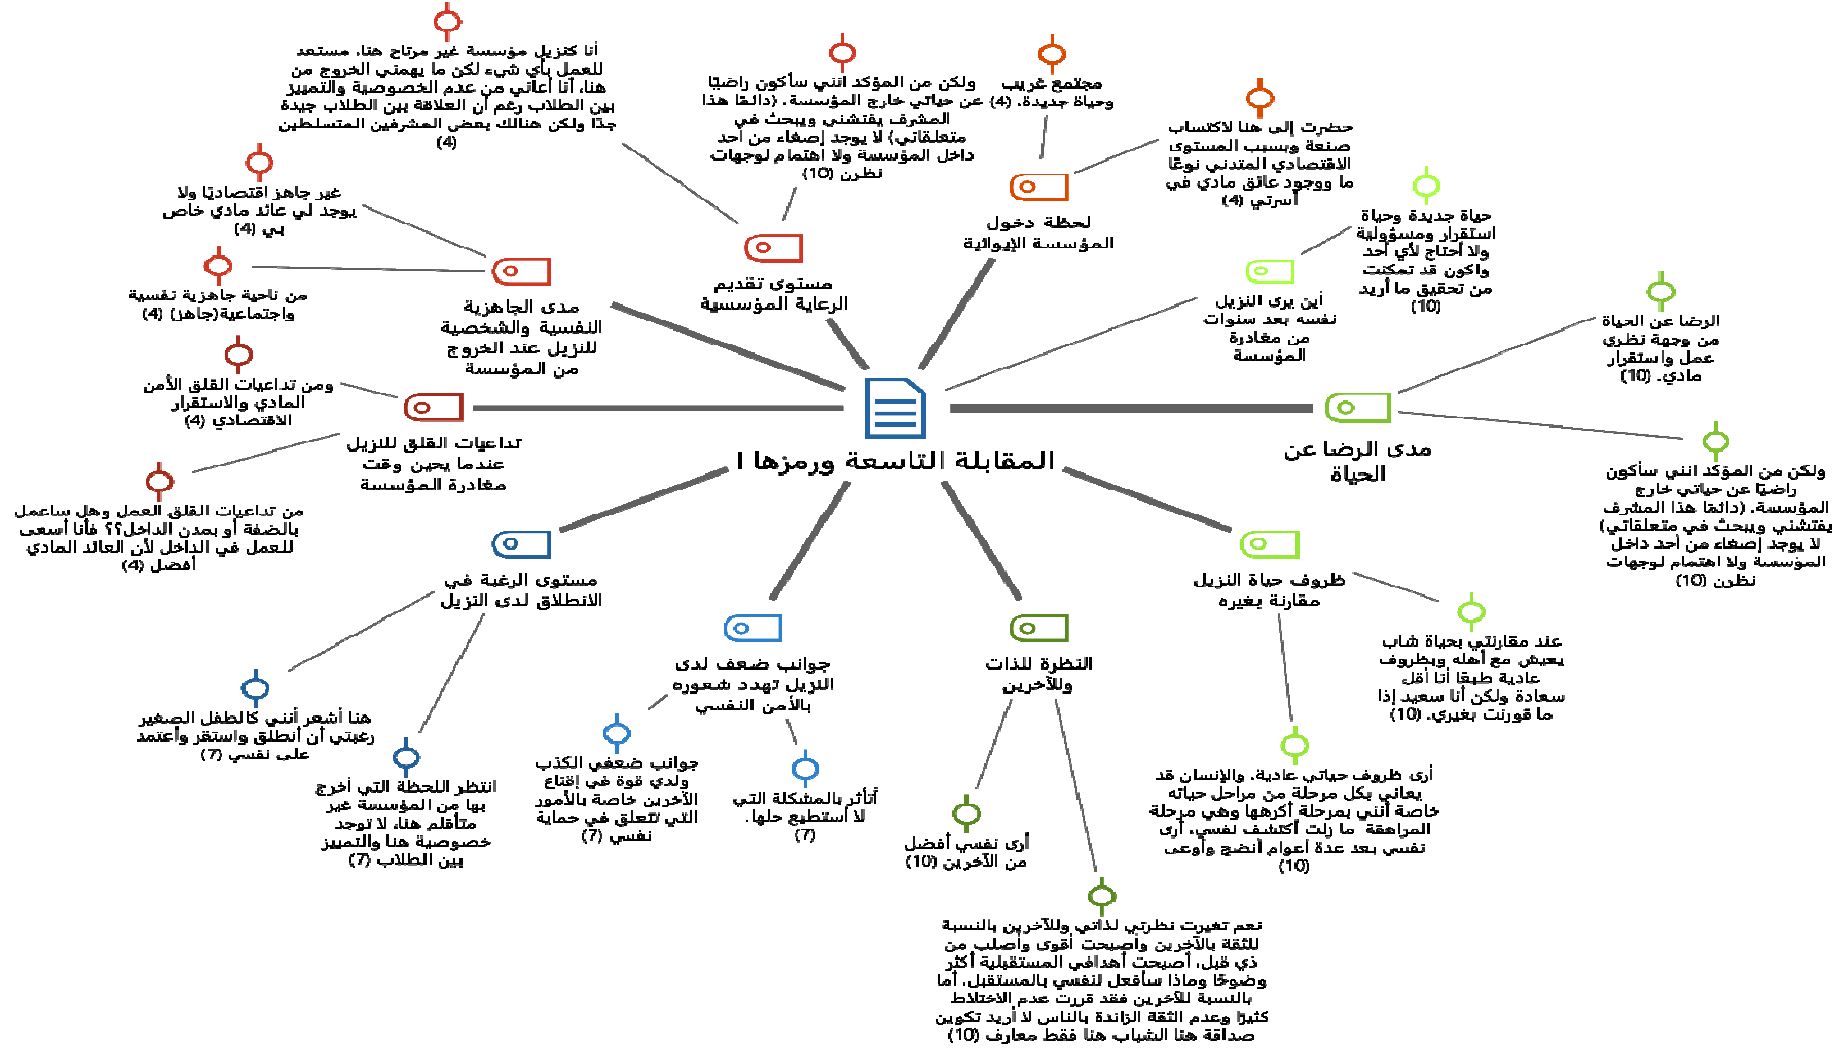 أنا كنزيل مؤسسة غير مرتاح هنا، مستعد
للعمل بأي شيء لكن ما يهمني الخروج من
هنا، أنا أعاني من عدم الخصوصية والتمييز
بين الطلاب رغم أن العلاقة بين الطلاب جيدة
جدًا ولكن هنالك بعض المشرفين المتسلطين
(4)
ولكن من المؤكد انني سأكون راضيًا
عن حياتي خارج المؤسسة. (دائمًا هذا
المشرف يفتشني ويبحث في
متعلقاتي) لا يوجد إصغاء من أحد
داخل المؤسسة ولا اهتمام لوجهات
نظرن (10)
مجتمع غريب
وحياة جديدة. (4)
حضرت إلى هنا لاكتساب
صنعة وبسبب المستوى
الاقتصادي المتدني نوعًا
ما ووجود عائق مادي في
أسرتي (4)
حياة جديدة وحياة
استقرار ومسؤولية
ولا أحتاج لأي أحد
واكون قد تمكنت
من تحقيق ما أريد
(10)
غير جاهز اقتصاديًا ولا
يوجد لي عائد مادي خاص
بي (4)
لحظة دخول
المؤسسة الإيوائية
مستوى تقديم
الرعاية المؤسسية
من ناحية جاهزية نفسية
واجتماعية(جاهز) (4)
مدى الجاهزية
النفسية والشخصية
للنزيل عند الخروج
من المؤسسة
أين يرى النزيل
نفسه بعد سنوات
من مغادرة
المؤسسة
الرضا عن الحياة
من وجهة نظري
عمل واستقرار
مادي. (10)
ومن تداعيات القلق الأمن
المادي والاستقرار
الاقتصادي (4)
تداعيات القلق للنزيل
عندما يحين وقت
مغادرة المؤسسة
المقابلة التاسعة ورمزها I
مدى الرضا عن
الحياة
ولكن من المؤكد انني سأكون
راضيًا عن حياتي خارج
المؤسسة. (دائمًا هذا المشرف
يفتشني ويبحث في متعلقاتي)
لا يوجد إصغاء من أحد داخل
المؤسسة ولا اهتمام لوجهات
نظرن (10)
من تداعيات القلق العمل وهل ساعمل
بالضفة أو بمدن الداخل؟؟ فأنا أسعى
للعمل في الداخل لأن العائد المادي
أفضل (4)
مستوى الرغبة في
الانطلاق لدى النزيل
جوانب ضعف لدى
النزيل تهدد شعوره
بالأمن النفسي
النظرة للذات
وللآخرين
ظروف حياة النزيل
مقارنة بغيره
عند مقارنتي بحياة شاب
يعيش مع أهله وبظروف
عادية طبعًا أنا أقل
سعادة ولكن أنا سعيد إذا
ما قورنت بغيري. (10)
هنا أشعر أنني كالطفل الصغير
رغبتي أن أنطلق واستقر وأعتمد
على نفسي (7)
انتظر اللحظة التي أخرج
بها من المؤسسة غير
متأقلم هنا، لا توجد
خصوصية هنا والتمييز
بين الطلاب (7)
جوانب ضعفي الكذب
ولدي قوة في إقناع
الآخرين خاصة بالأمور
التي تتعلق في حماية
نفسي (7)
أتأثر بالمشكلة التي
لا أستطيع حلها.
(7)
أرى نفسي أفضل
من الآخرين (10)
أرى ظروف حياتي عادية، والإنسان قد
يعاني بكل مرحلة من مراحل حياته
خاصة أنني بمرحلة أكرهها وهي مرحلة
المراهقة ما زلت أكتشف نفسي، أرى
نفسي بعد عدة أعوام أنضج وأوعى
(10)
نعم تغيرت نظرتي لذاتي وللآخرين بالنسبة
للثقة بالآخرين وأصبحت أقوى وأصلب من
ذي قبل، أصبحت أهدافي المستقبلية أكثر
وضوحًا وماذا سأفعل لنفسي بالمستقبل، أما
بالنسبة للآخرين فقد قررت عدم الاختلاط
كثيرًا وعدم الثقة الزائدة بالناس لا أريد تكوين
صداقة هنا الشباب هنا فقط معارف (10)